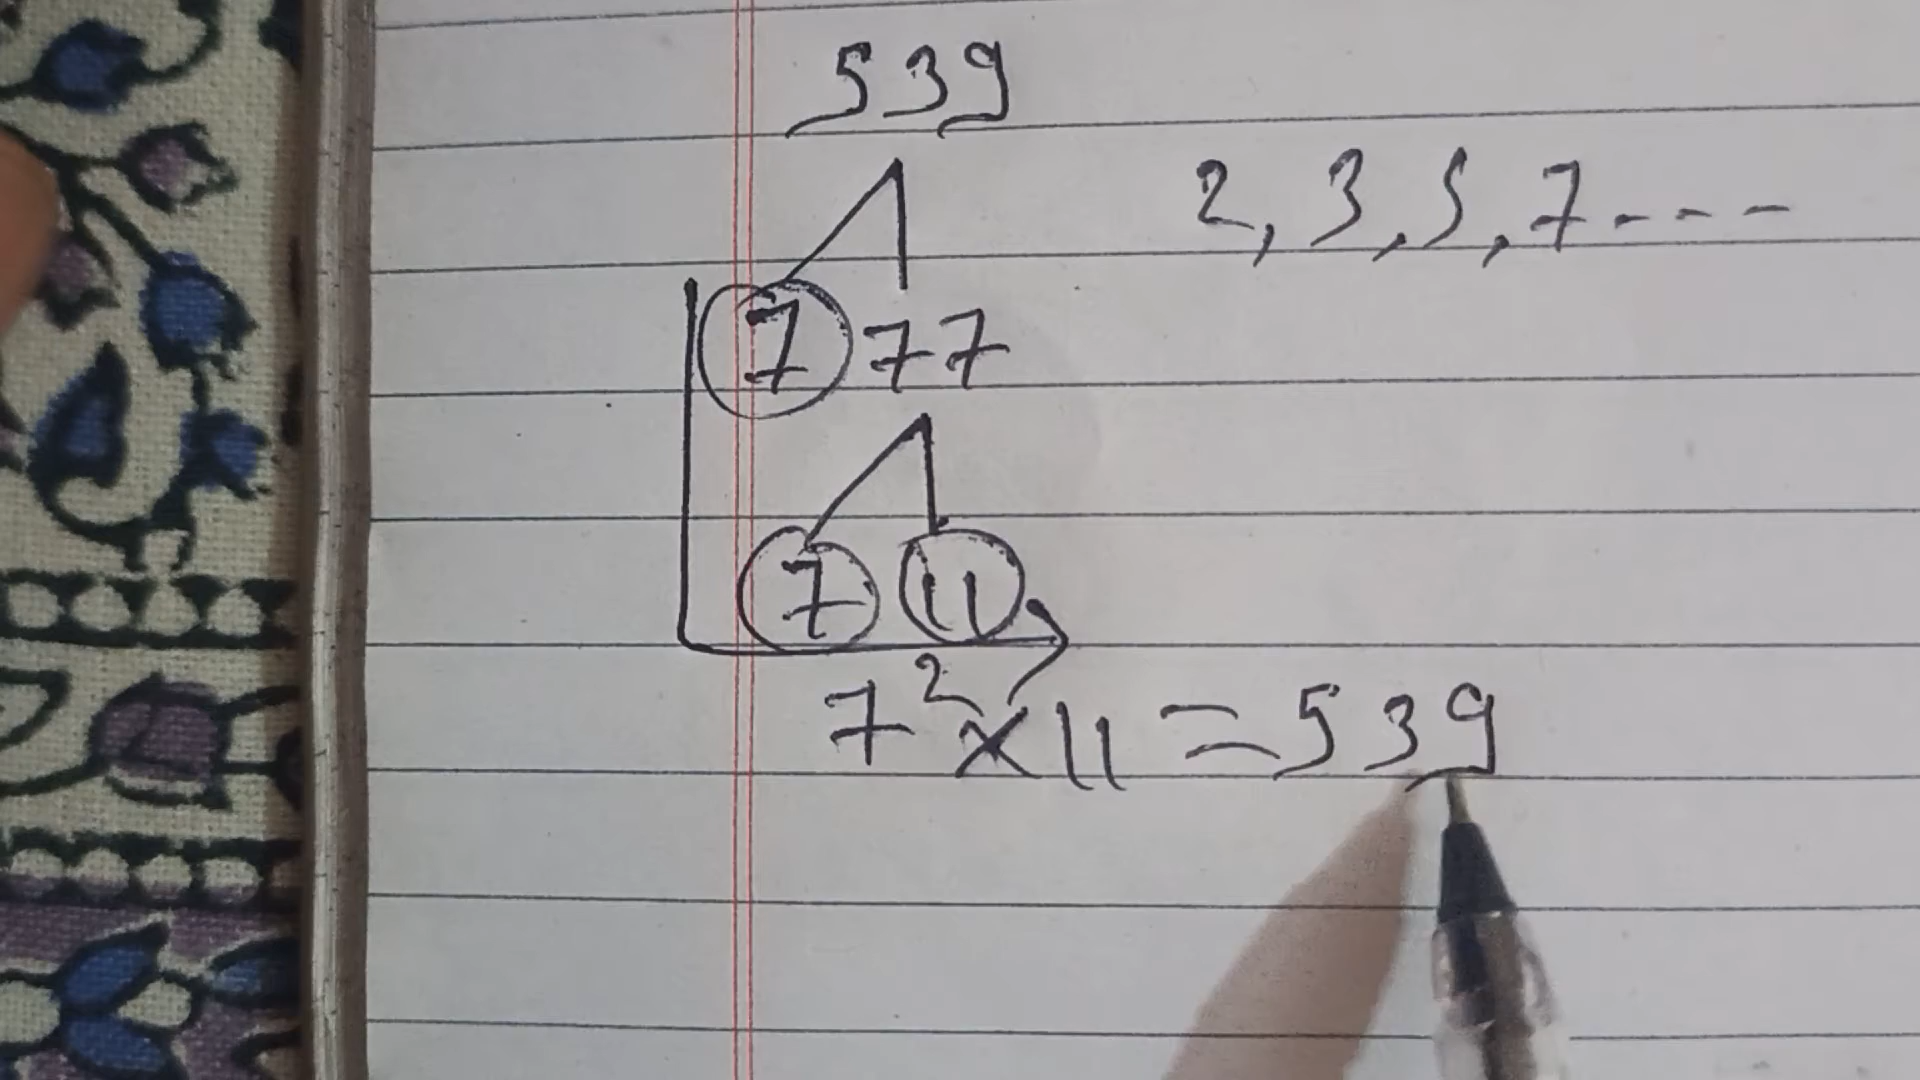 539
2, 3, 5, 7 - - - -
7 77
7 11
7² × 11 = 539